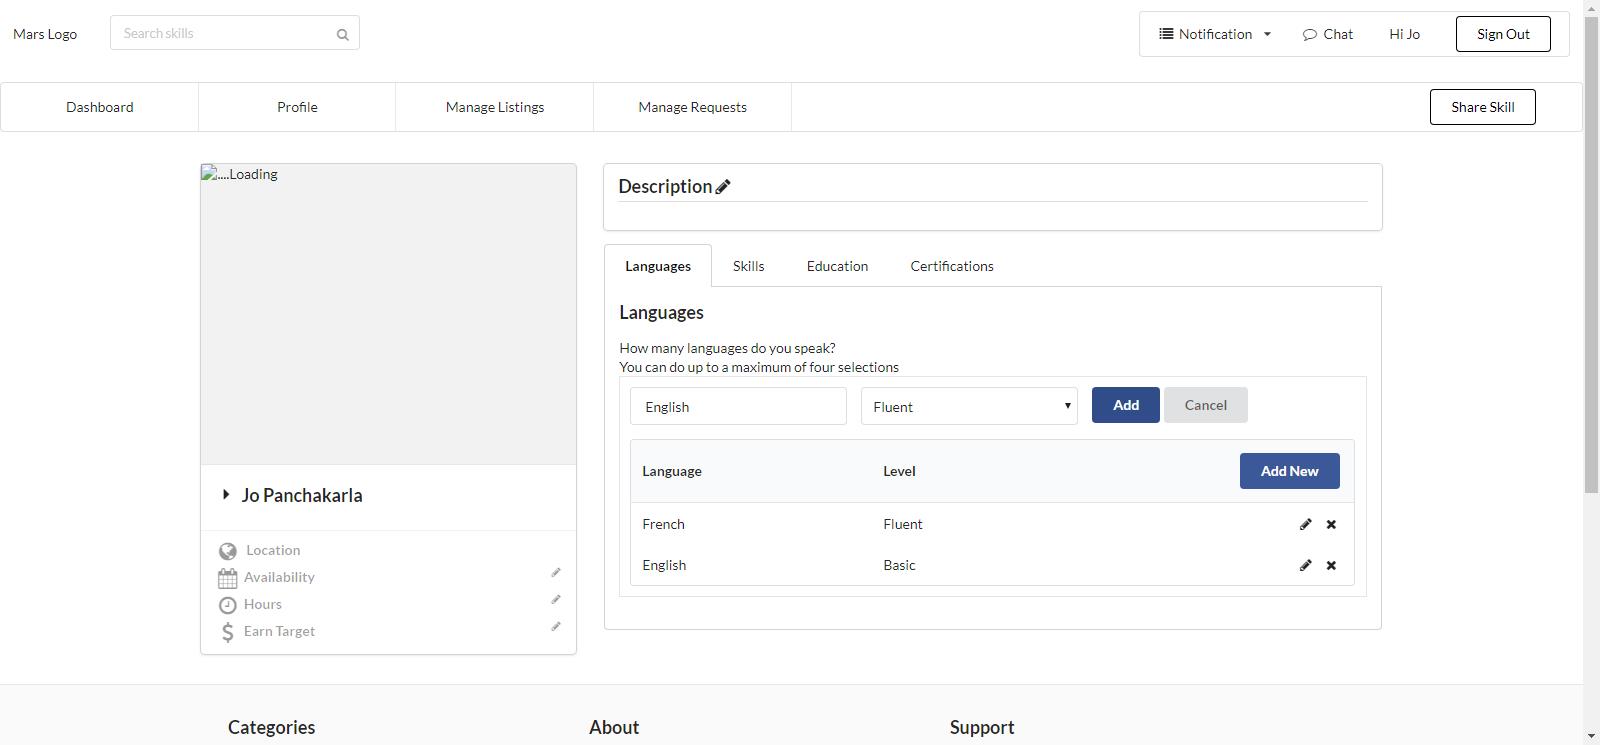 Mars Logo
Search skills
Notification
Chat
Hi Jo
Sign Out
Dashboard
Profile
Manage Listings
Manage Requests
Share Skill
....Loading
Jo Panchakarla
Location
Availability
Hours
Earn Target
Description
Languages
Skills
Education
Certifications
Languages
How many languages do you speak?
You can do up to a maximum of four selections
English
Fluent
Add
Cancel
Language
Level
Add New
French
Fluent
English
Basic
Categories
About
Support